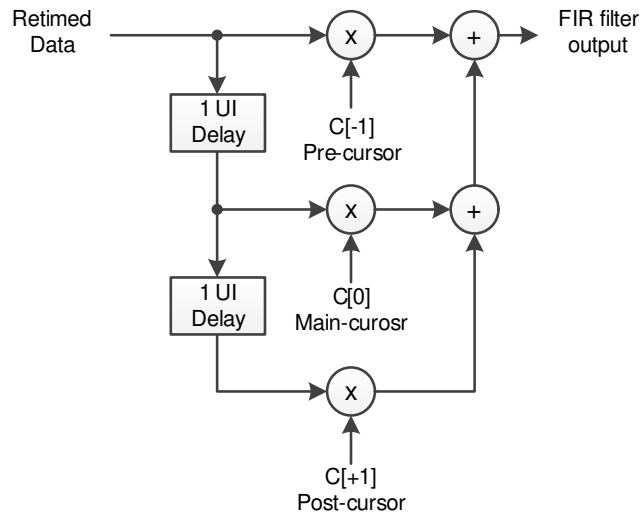 Retimed
Data
x
+
FIR filter
output
1 UI
Delay
C[-1]
Pre-cursor
x
+
1 UI
Delay
C[0]
Main-curosr
x
C[+1]
Post-cursor